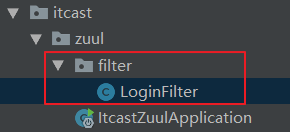 itcast
zuul
filter
LoginFilter
ItcastZuulApplication